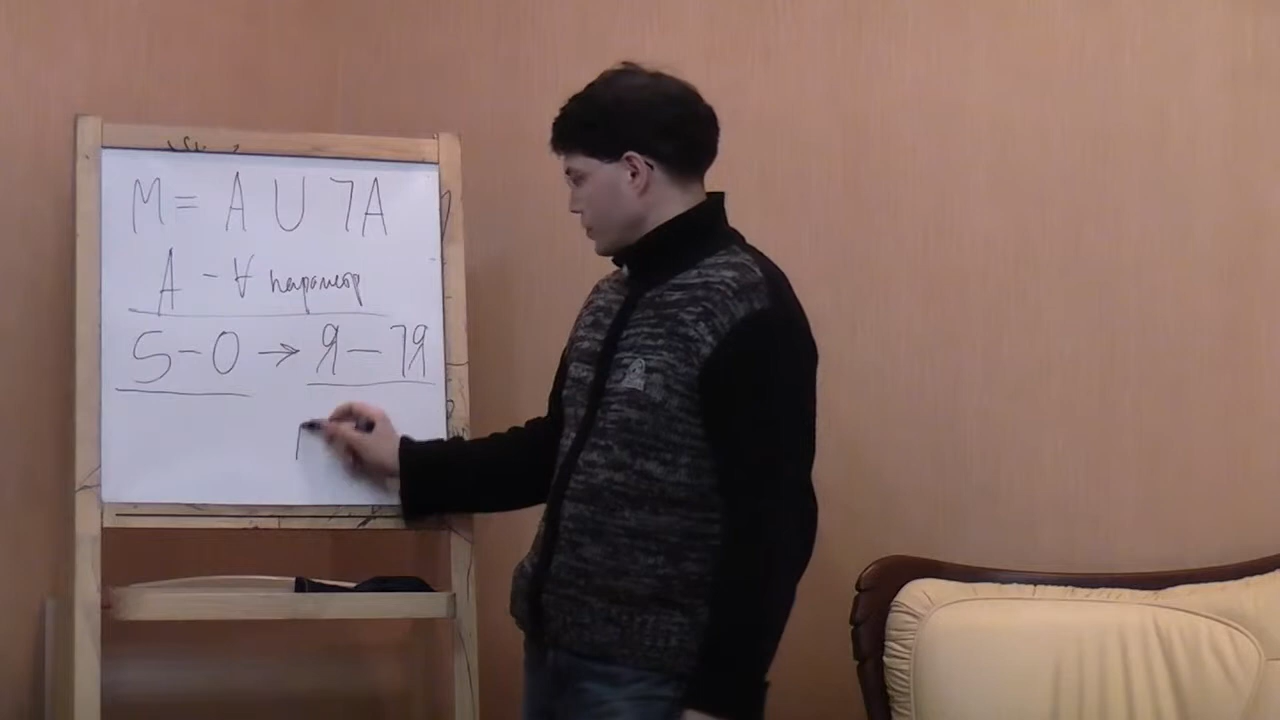 M = A U ¬A
A - ∀ параметр
S - O → Я - ¬Я